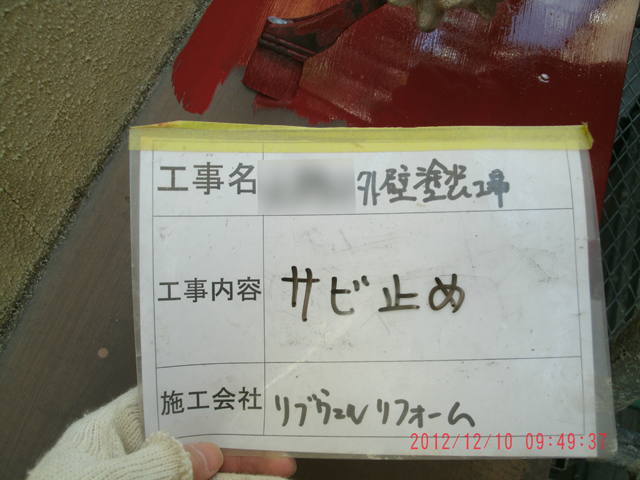 工事名 外壁塗装工事
工事内容 サビ止め
施工会社 リブウェルリフォーム
2012/12/10 09:49:37